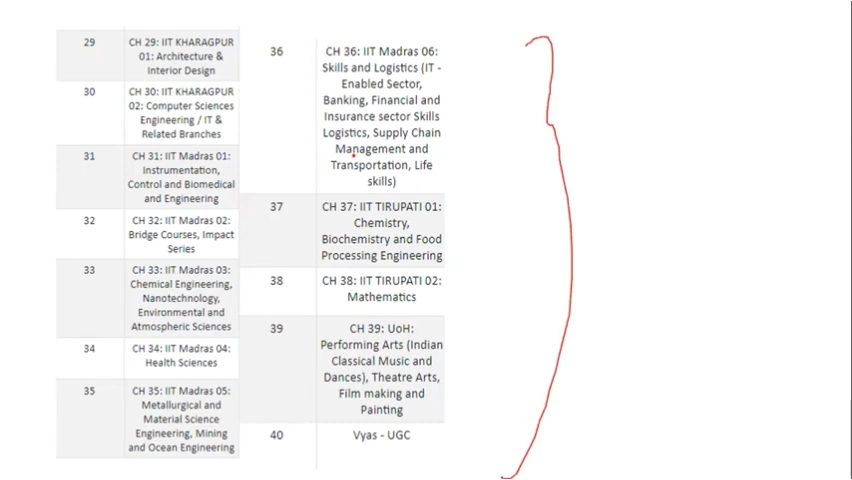 29
CH 29: IIT KHARAGPUR
01: Architecture &
Interior Design
30
CH 30: IIT KHARAGPUR
02: Computer Sciences
Engineering / IT &
Related Branches
31
CH 31: IIT Madras 01:
Instrumentation,
Control and Biomedical
and Engineering
32
CH 32: IIT Madras 02:
Bridge Courses, Impact
Series
33
CH 33: IIT Madras 03:
Chemical Engineering,
Nanotechnology,
Environmental and
Atmospheric Sciences
34
CH 34: IIT Madras 04:
Health Sciences
35
CH 35: IIT Madras 05:
Metallurgical and
Material Science
Engineering, Mining
and Ocean Engineering
36
CH 36: IIT Madras 06:
Skills and Logistics (IT -
Enabled Sector,
Banking, Financial and
Insurance sector Skills
Logistics, Supply Chain
Management and
Transportation, Life
skills)
37
CH 37: IIT TIRUPATI 01:
Chemistry,
Biochemistry and Food
Processing Engineering
38
CH 38: IIT TIRUPATI 02:
Mathematics
39
CH 39: UoH:
Performing Arts (Indian
Classical Music and
Dances), Theatre Arts,
Film making and
Painting
40
Vyas - UGC